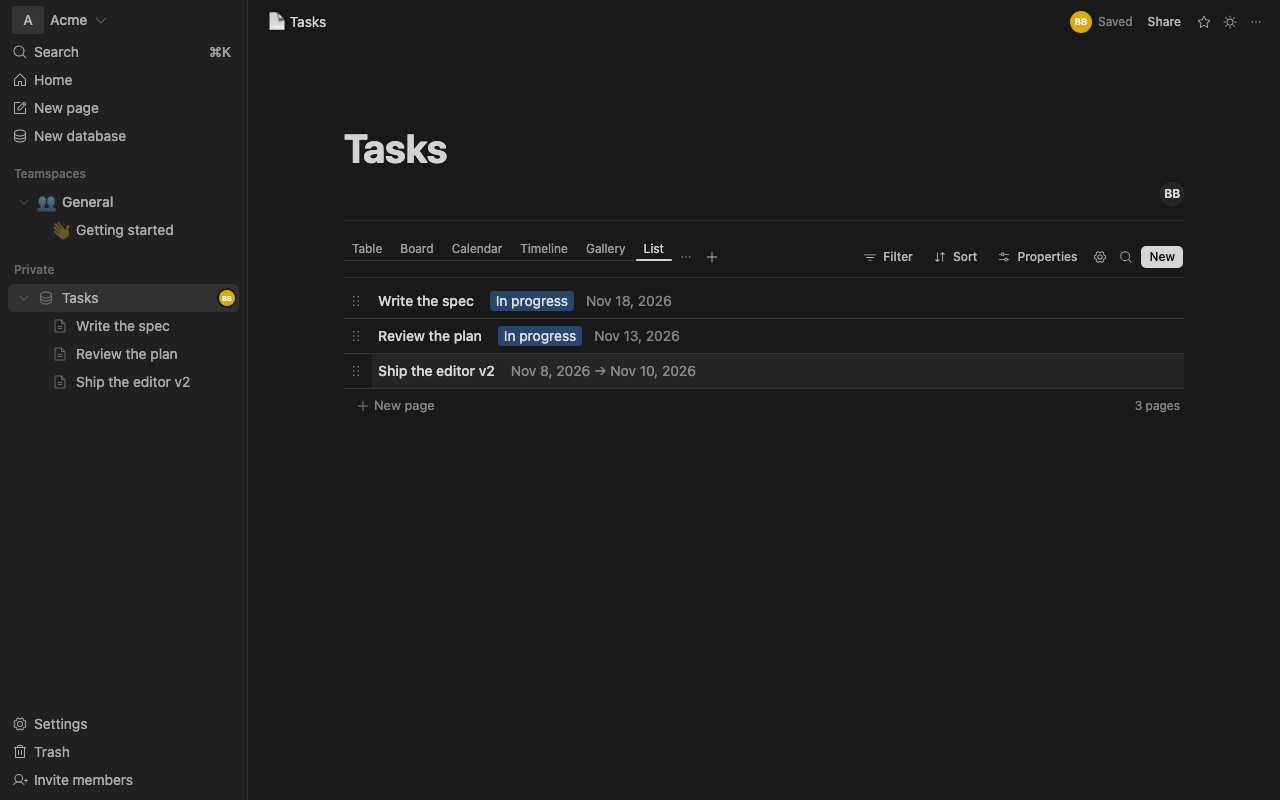 A Acme
Search ⌘K
Home
New page
New database
Teamspaces
General
Getting started
Private
Tasks BB
Write the spec
Review the plan
Ship the editor v2
Settings
Trash
Invite members
Tasks
BB Saved Share
Tasks
BB
Table Board Calendar Timeline Gallery List
Filter Sort Properties New
Write the spec In progress Nov 18, 2026
Review the plan In progress Nov 13, 2026
Ship the editor v2 Nov 8, 2026 → Nov 10, 2026
New page 3 pages